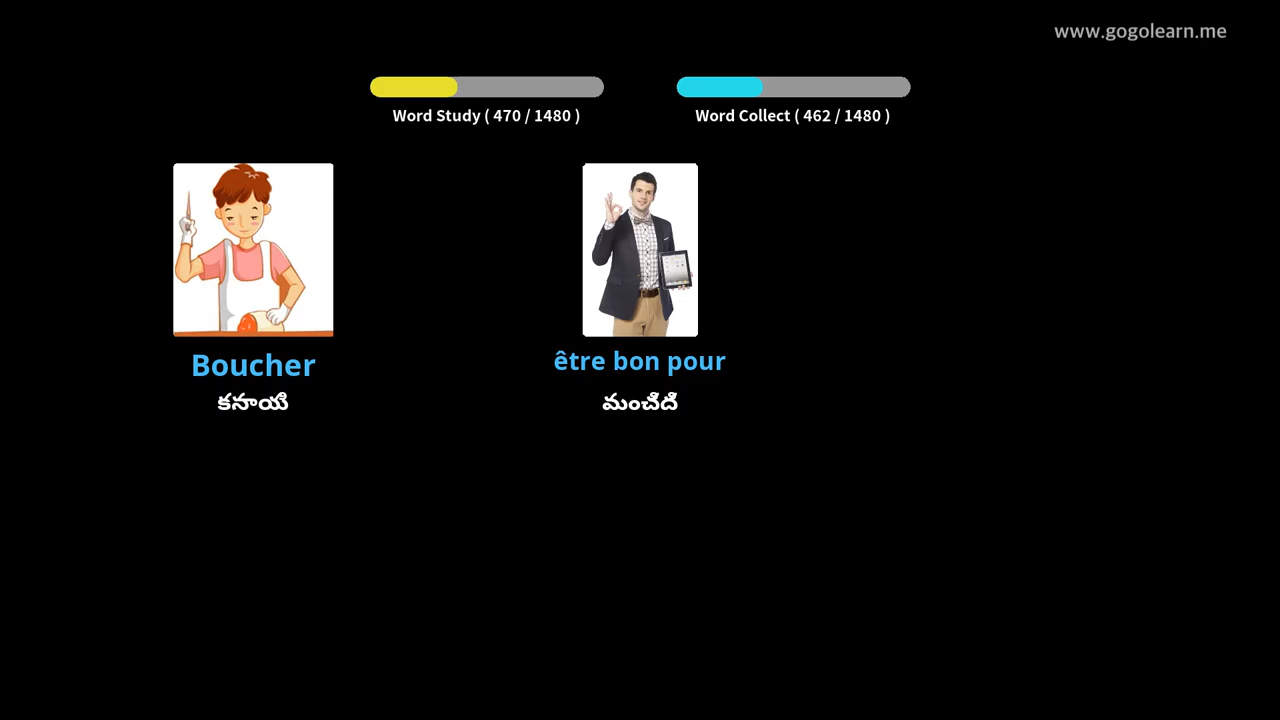 www.gogolearn.me
Word Study ( 470 / 1480 )
Word Collect ( 462 / 1480 )
Boucher
కసాయి
être bon pour
మంచిది